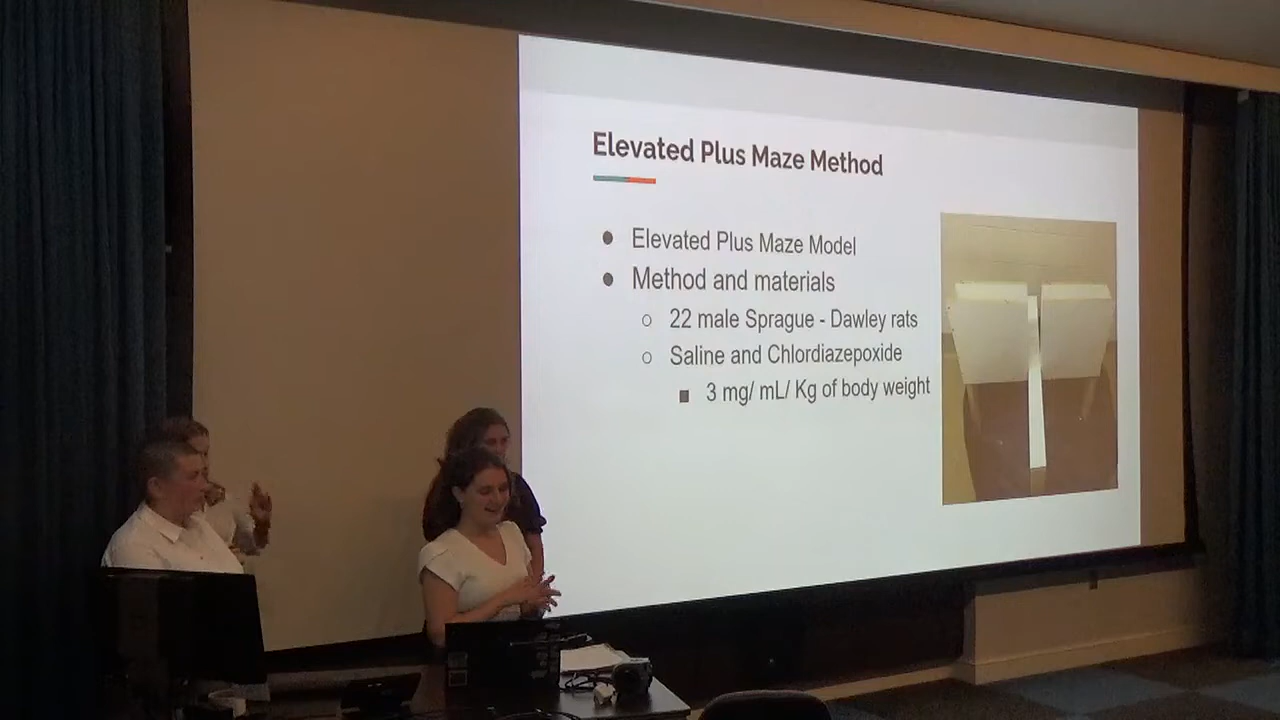 Elevated Plus Maze Method
● Elevated Plus Maze Model
● Method and materials
○ 22 male Sprague - Dawley rats
○ Saline and Chlordiazepoxide
■ 3 mg/ mL/ Kg of body weight